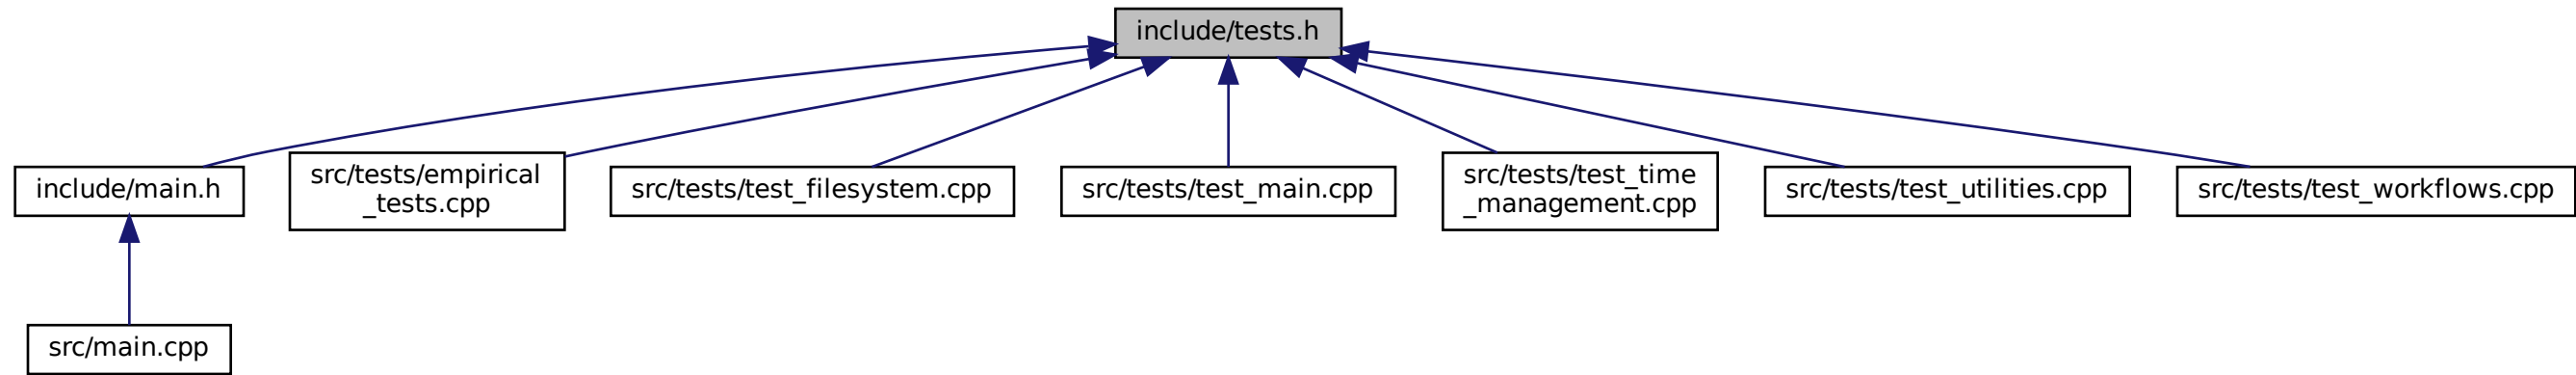 include/tests.h
include/main.h
src/tests/empirical
_tests.cpp
src/tests/test_filesystem.cpp
src/tests/test_main.cpp
src/tests/test_time
_management.cpp
src/tests/test_utilities.cpp
src/tests/test_workflows.cpp
src/main.cpp